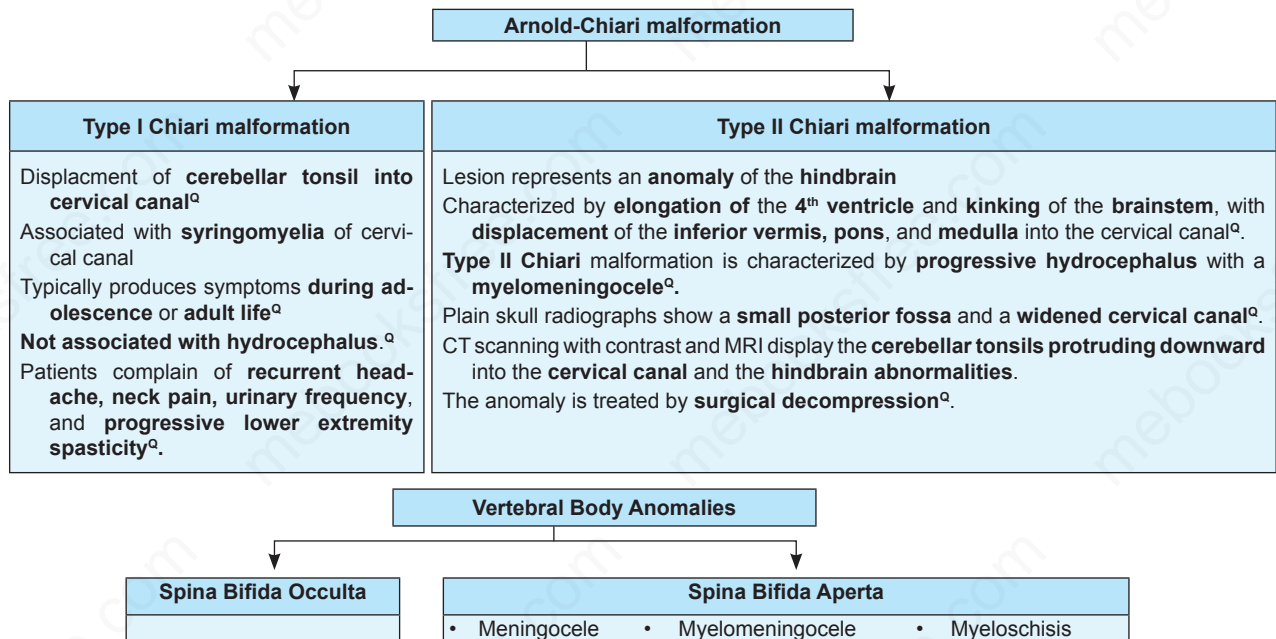 Arnold-Chiari malformation
Type I Chiari malformation
Displacment of cerebellar tonsil into
cervical canalQ
Associated with syringomyelia of cervi-
cal canal
Typically produces symptoms during ad-
olescence or adult lifeQ
Not associated with hydrocephalus.Q
Patients complain of recurrent head-
ache, neck pain, urinary frequency,
and progressive lower extremity
spasticityQ.
Type II Chiari malformation
Lesion represents an anomaly of the hindbrain
Characterized by elongation of the 4th ventricle and kinking of the brainstem, with
displacement of the inferior vermis, pons, and medulla into the cervical canalQ.
Type II Chiari malformation is characterized by progressive hydrocephalus with a
myelomeningoceleQ.
Plain skull radiographs show a small posterior fossa and a widened cervical canalQ.
CT scanning with contrast and MRI display the cerebellar tonsils protruding downward
into the cervical canal and the hindbrain abnormalities.
The anomaly is treated by surgical decompressionQ.
Vertebral Body Anomalies
Spina Bifida Occulta
Spina Bifida Aperta
• Meningocele • Myelomeningocele • Myeloschisis